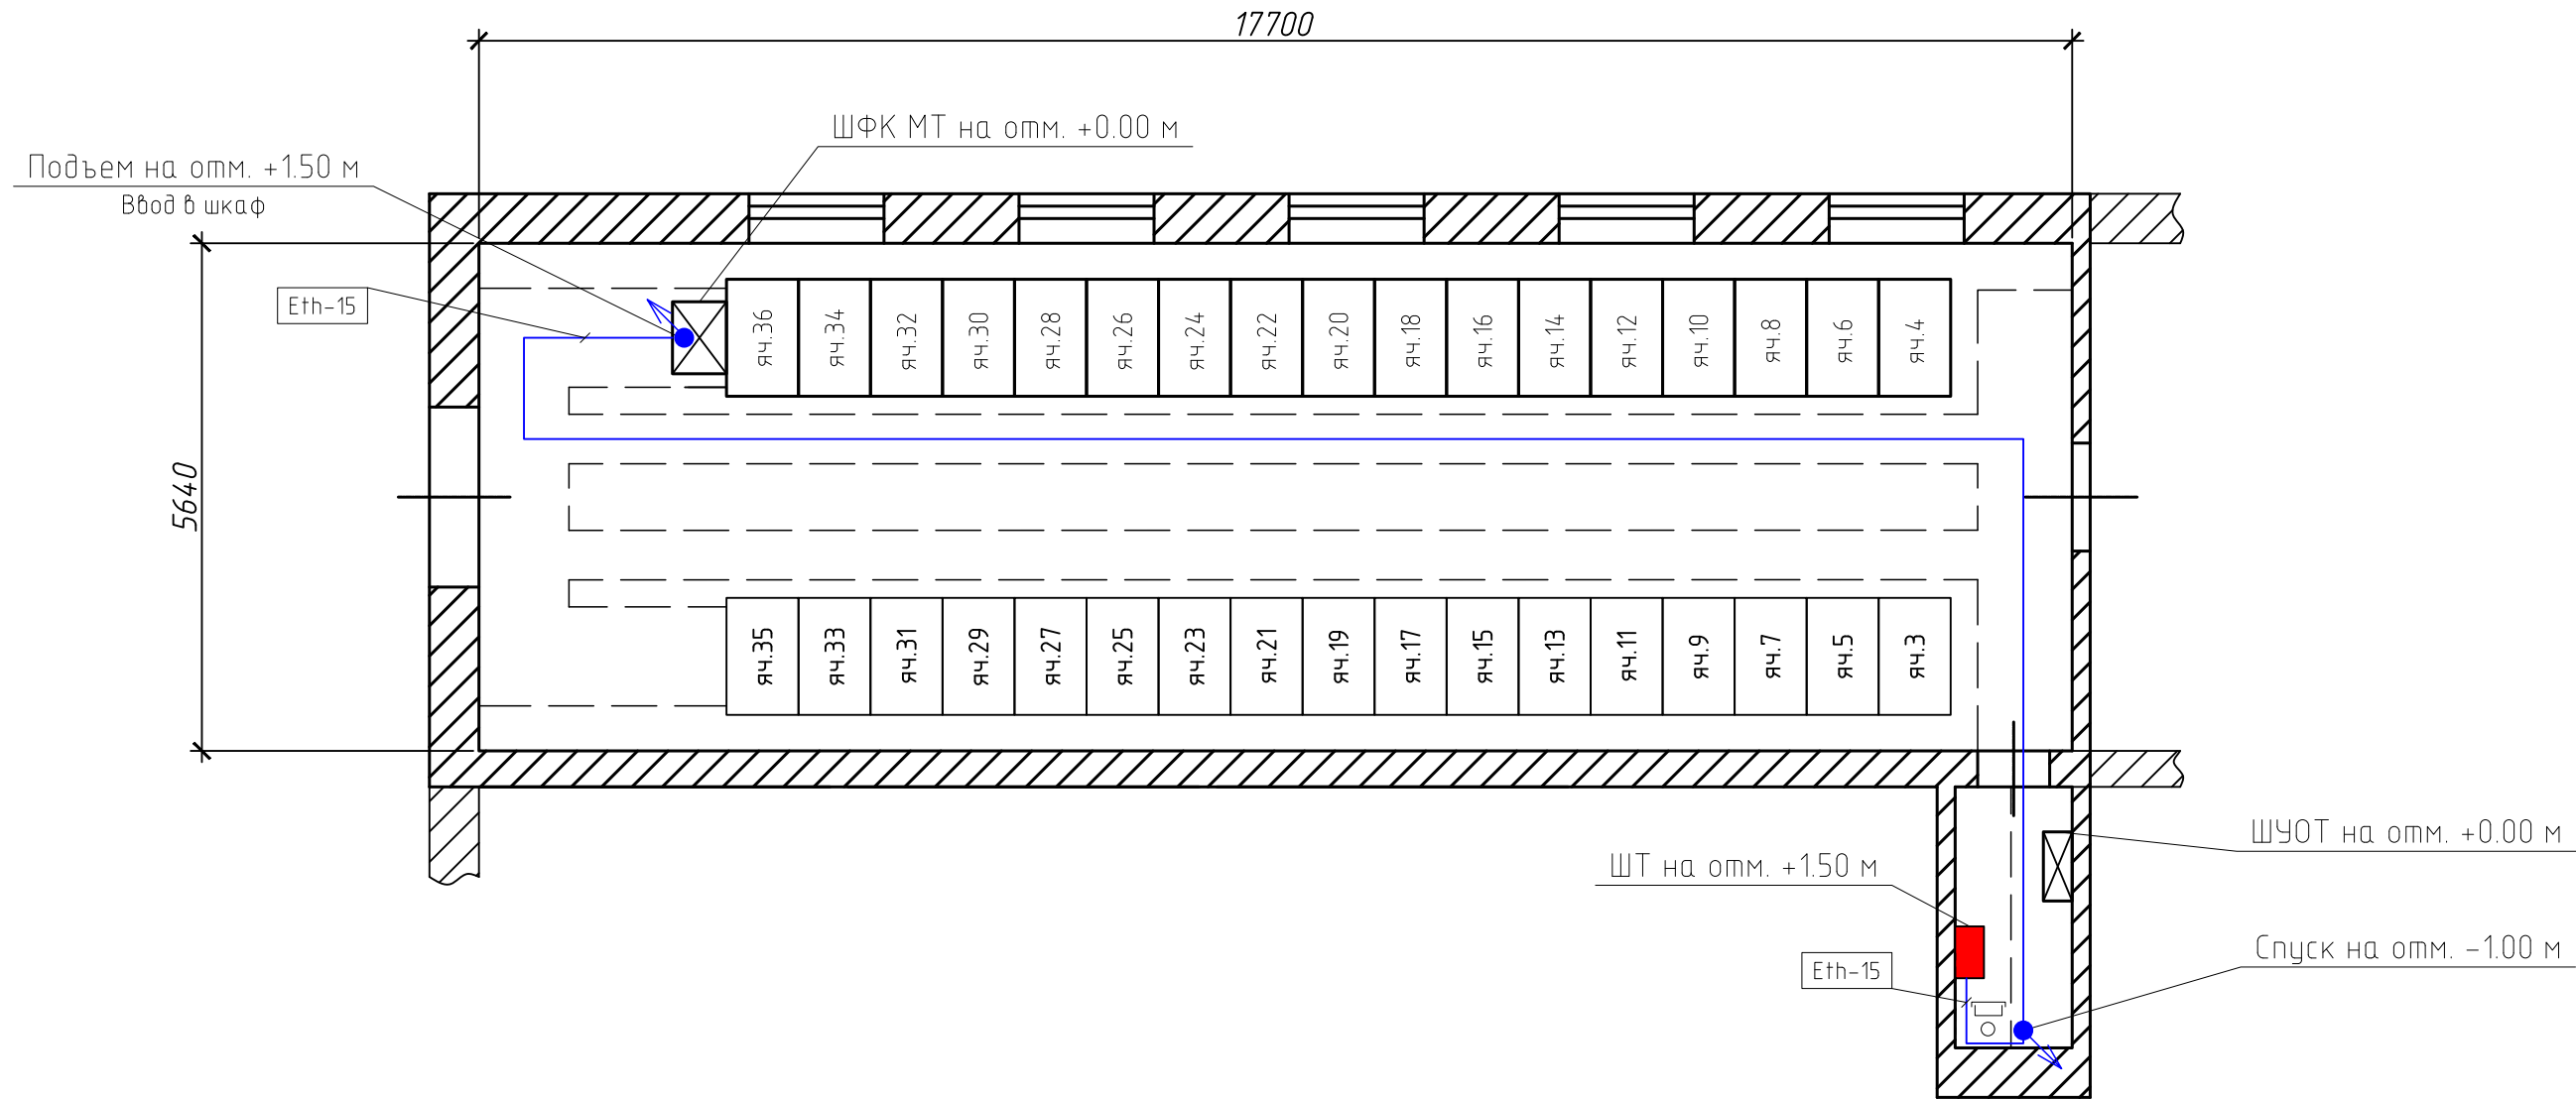 17700
ШФК МТ на отм. +0.00 м
Подъем на отм. +1.50 м
Ввод в шкаф
Eth-15
яч.36
яч.34
яч.32
яч.30
яч.28
яч.26
яч.24
яч.22
яч.20
яч.18
яч.16
яч.14
яч.12
яч.10
яч.8
яч.6
яч.4
5640
яч.35
яч.33
яч.31
яч.29
яч.27
яч.25
яч.23
яч.21
яч.19
яч.17
яч.15
яч.13
яч.11
яч.9
яч.7
яч.5
яч.3
ШУОТ на отм. +0.00 м
ШТ на отм. +1.50 м
Спуск на отм. -1.00 м
Eth-15